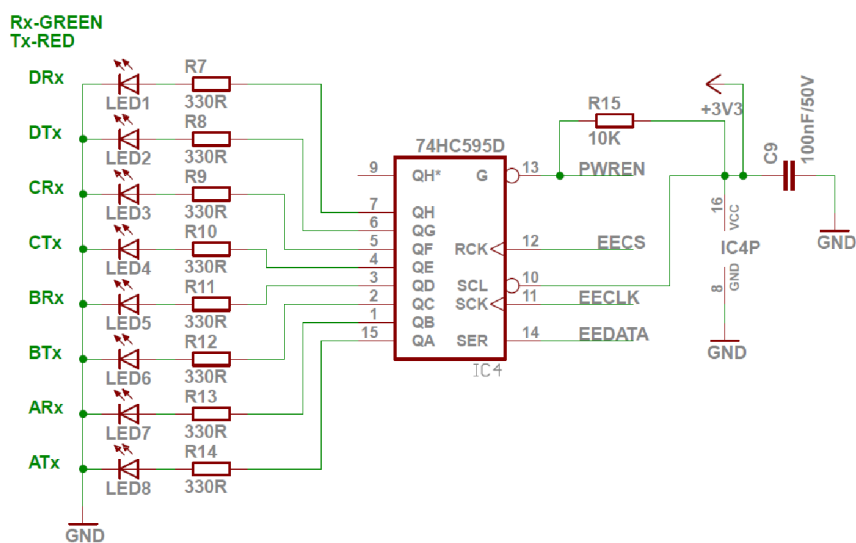 Rx-GREEN
Tx-RED
DRx
LED1
R7
330R
DTx
LED2
R8
330R
CRx
LED3
R9
330R
CTx
LED4
R10
330R
BRx
LED5
R11
330R
BTx
LED6
R12
330R
ARx
LED7
R13
330R
ATx
LED8
R14
330R
GND
74HC595D
9 QH* G 13 PWREN
7 QH
6 QG
5 QF RCK 12 EECS
4 QE
3 QD SCL 10
2 QC SCK 11 EECLK
1 QB
15 QA SER 14 EEDATA
IC4
R15
10K
+3V3
C9
100nF/50V
GND
16 VCC
IC4P
8 GND
GND